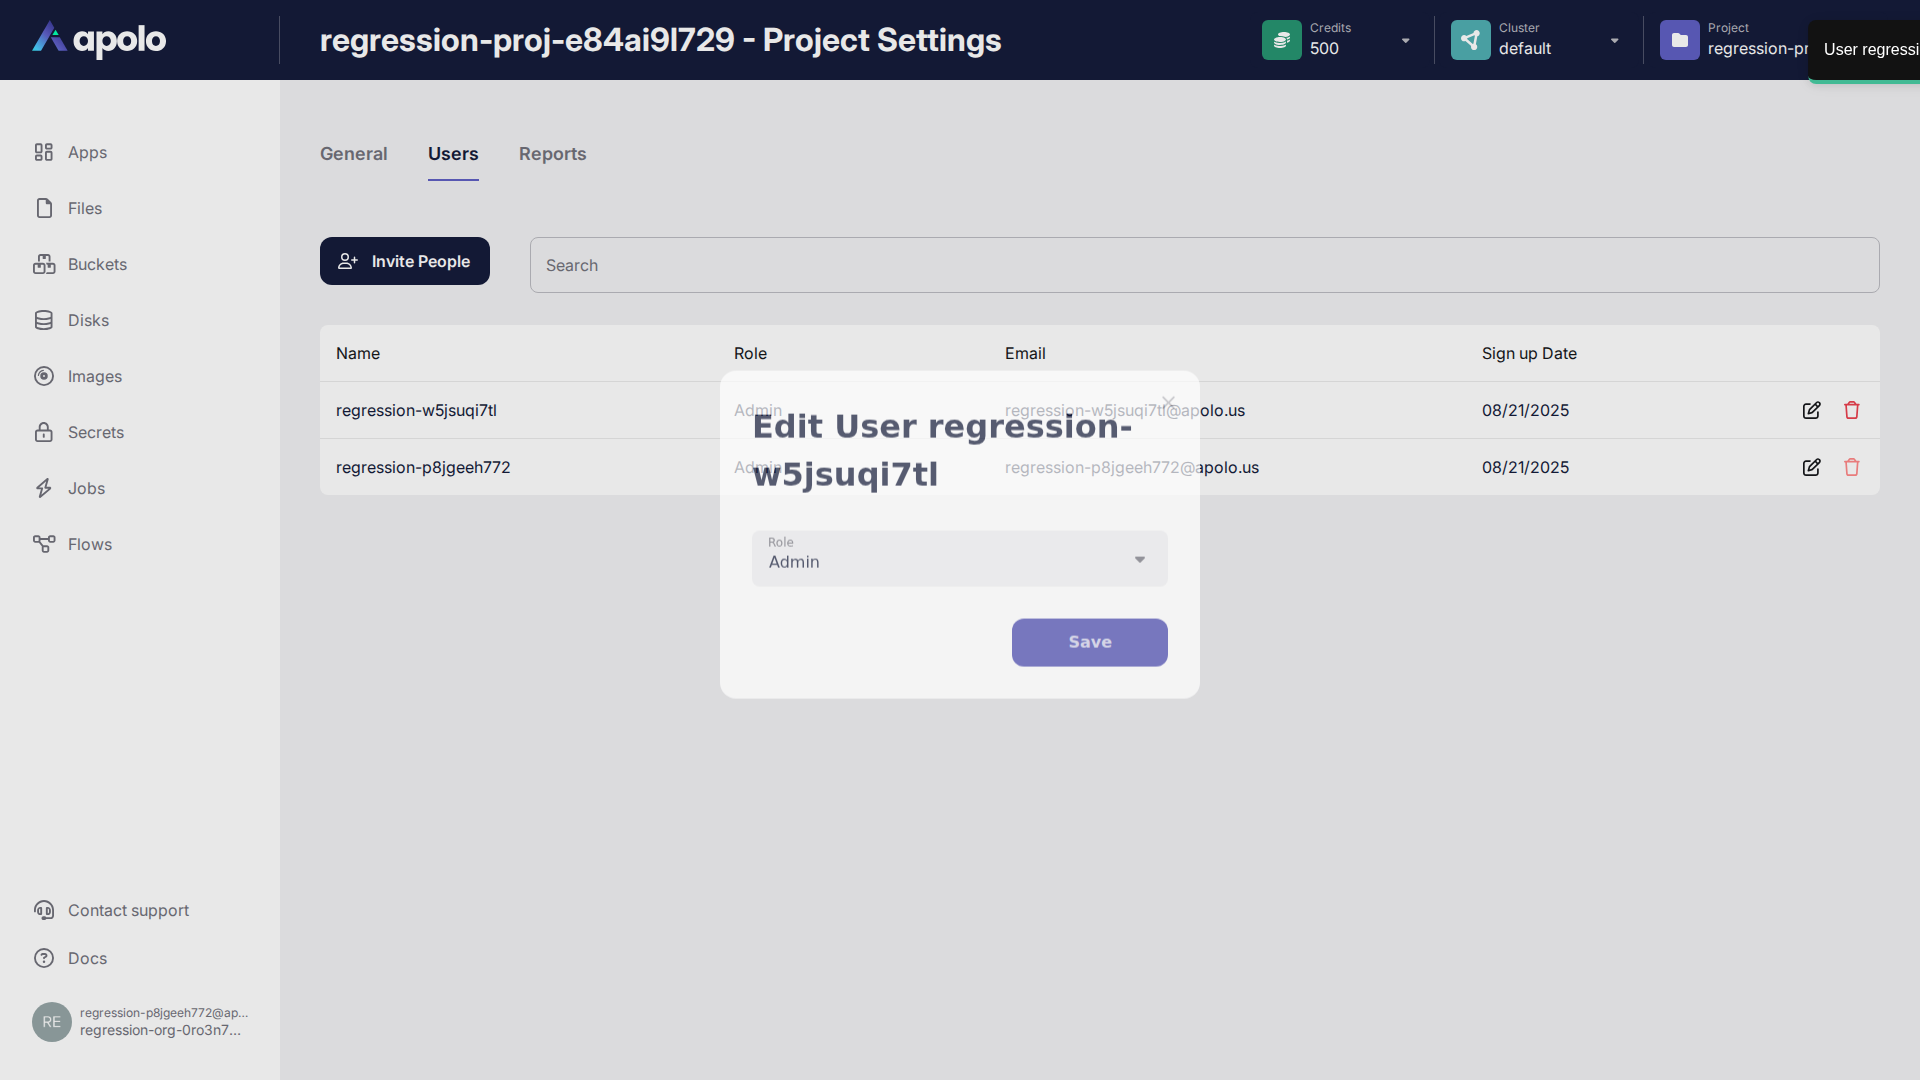 apolo
regression-proj-e84ai9l729 - Project Settings
Credits
500
Cluster
default
Project
regression-pr
User regressi
Apps
Files
Buckets
Disks
Images
Secrets
Jobs
Flows
General
Users
Reports
Invite People
Search
Name Role Email Sign up Date
regression-w5jsuqi7tl Admin regression-w5jsuqi7tl@apolo.us 08/21/2025
regression-p8jgeeh772 Admin regression-p8jgeeh772@apolo.us 08/21/2025
Edit User regression-
w5jsuqi7tl
Role
Admin
Save
Contact support
Docs
RE
regression-p8jgeeh772@ap...
regression-org-0ro3n7...